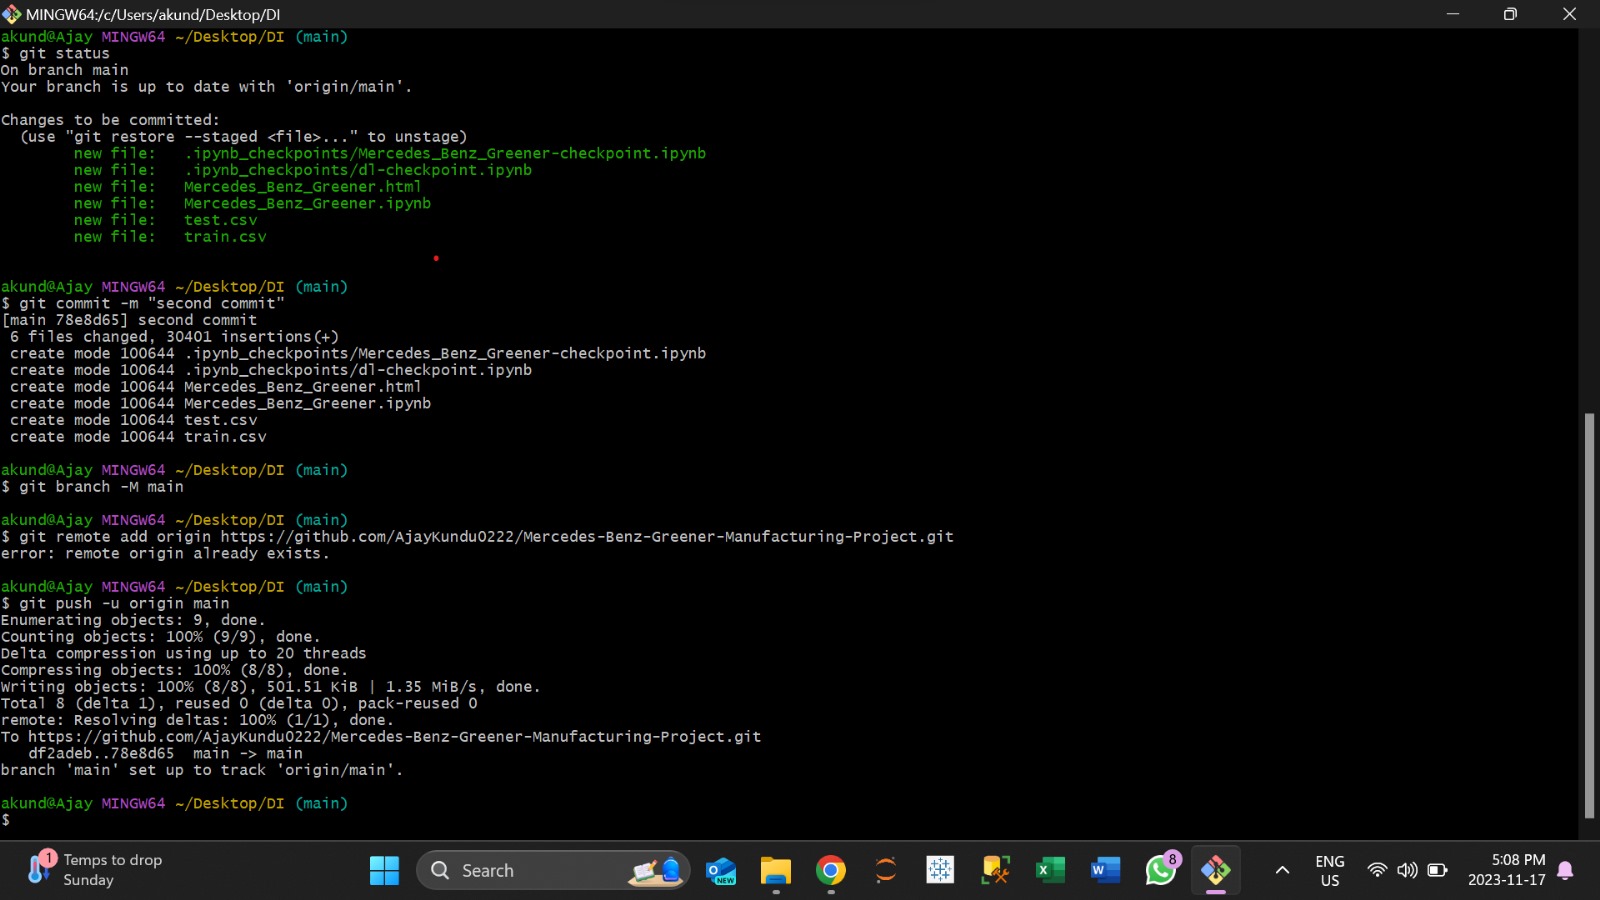 MINGW64:/c/Users/akund/Desktop/DI
akund@Ajay MINGW64 ~/Desktop/DI (main)
$ git status
On branch main
Your branch is up to date with 'origin/main'.
Changes to be committed:
  (use "git restore --staged <file>..." to unstage)
        new file:   .ipynb_checkpoints/Mercedes_Benz_Greener-checkpoint.ipynb
        new file:   .ipynb_checkpoints/dl-checkpoint.ipynb
        new file:   Mercedes_Benz_Greener.html
        new file:   Mercedes_Benz_Greener.ipynb
        new file:   test.csv
        new file:   train.csv
akund@Ajay MINGW64 ~/Desktop/DI (main)
$ git commit -m "second commit"
[main 78e8d65] second commit
 6 files changed, 30401 insertions(+)
 create mode 100644 .ipynb_checkpoints/Mercedes_Benz_Greener-checkpoint.ipynb
 create mode 100644 .ipynb_checkpoints/dl-checkpoint.ipynb
 create mode 100644 Mercedes_Benz_Greener.html
 create mode 100644 Mercedes_Benz_Greener.ipynb
 create mode 100644 test.csv
 create mode 100644 train.csv
akund@Ajay MINGW64 ~/Desktop/DI (main)
$ git branch -M main
akund@Ajay MINGW64 ~/Desktop/DI (main)
$ git remote add origin https://github.com/AjayKundu0222/Mercedes-Benz-Greener-Manufacturing-Project.git
error: remote origin already exists.
akund@Ajay MINGW64 ~/Desktop/DI (main)
$ git push -u origin main
Enumerating objects: 9, done.
Counting objects: 100% (9/9), done.
Delta compression using up to 20 threads
Compressing objects: 100% (8/8), done.
Writing objects: 100% (8/8), 501.51 KiB | 1.35 MiB/s, done.
Total 8 (delta 1), reused 0 (delta 0), pack-reused 0
remote: Resolving deltas: 100% (1/1), done.
To https://github.com/AjayKundu0222/Mercedes-Benz-Greener-Manufacturing-Project.git
   df2adeb..78e8d65  main -> main
branch 'main' set up to track 'origin/main'.
akund@Ajay MINGW64 ~/Desktop/DI (main)
$
1
Temps to drop
Sunday
Search
NEW
8
ENG
US
5:08 PM
2023-11-17